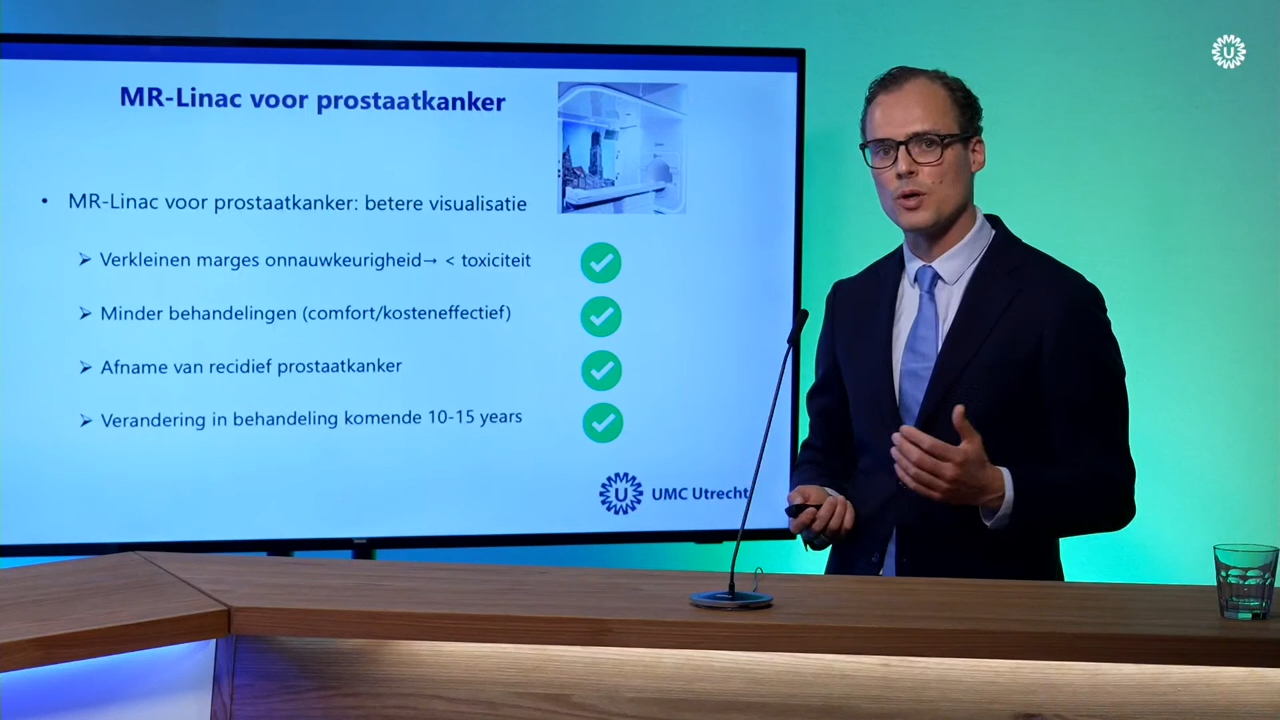 MR-Linac voor prostaatkanker
• MR-Linac voor prostaatkanker: betere visualisatie
➢ Verkleinen marges onnauwkeurigheid→ < toxiciteit
➢ Minder behandelingen (comfort/kosteneffectief)
➢ Afname van recidief prostaatkanker
➢ Verandering in behandeling komende 10-15 years
U UMC Utrecht
U